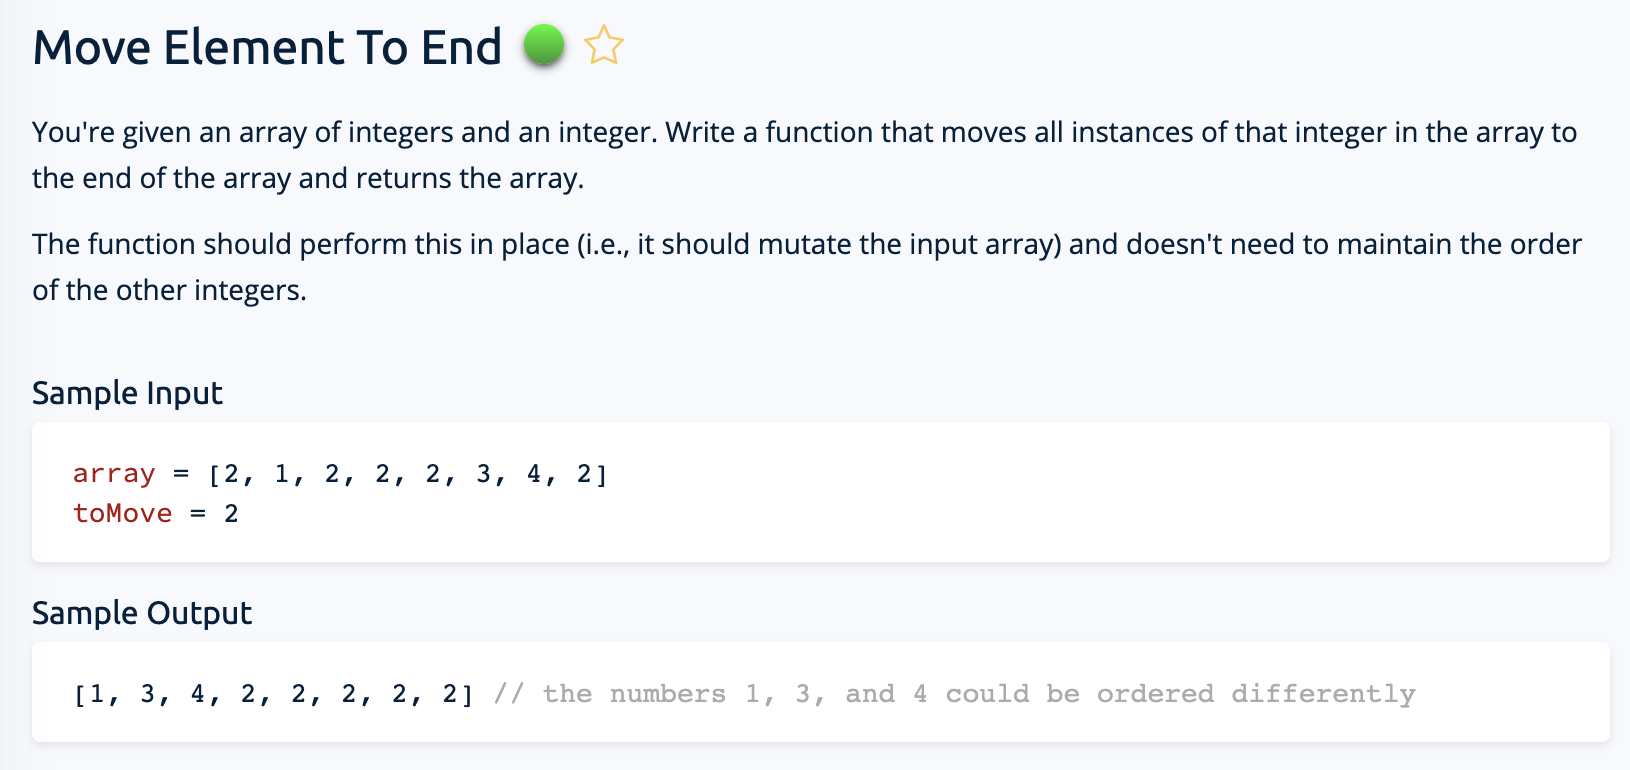 Move Element To End
You're given an array of integers and an integer. Write a function that moves all instances of that integer in the array to
the end of the array and returns the array.
The function should perform this in place (i.e., it should mutate the input array) and doesn't need to maintain the order
of the other integers.
Sample Input
array = [2, 1, 2, 2, 2, 3, 4, 2]
toMove = 2
Sample Output
[1, 3, 4, 2, 2, 2, 2, 2] // the numbers 1, 3, and 4 could be ordered differently